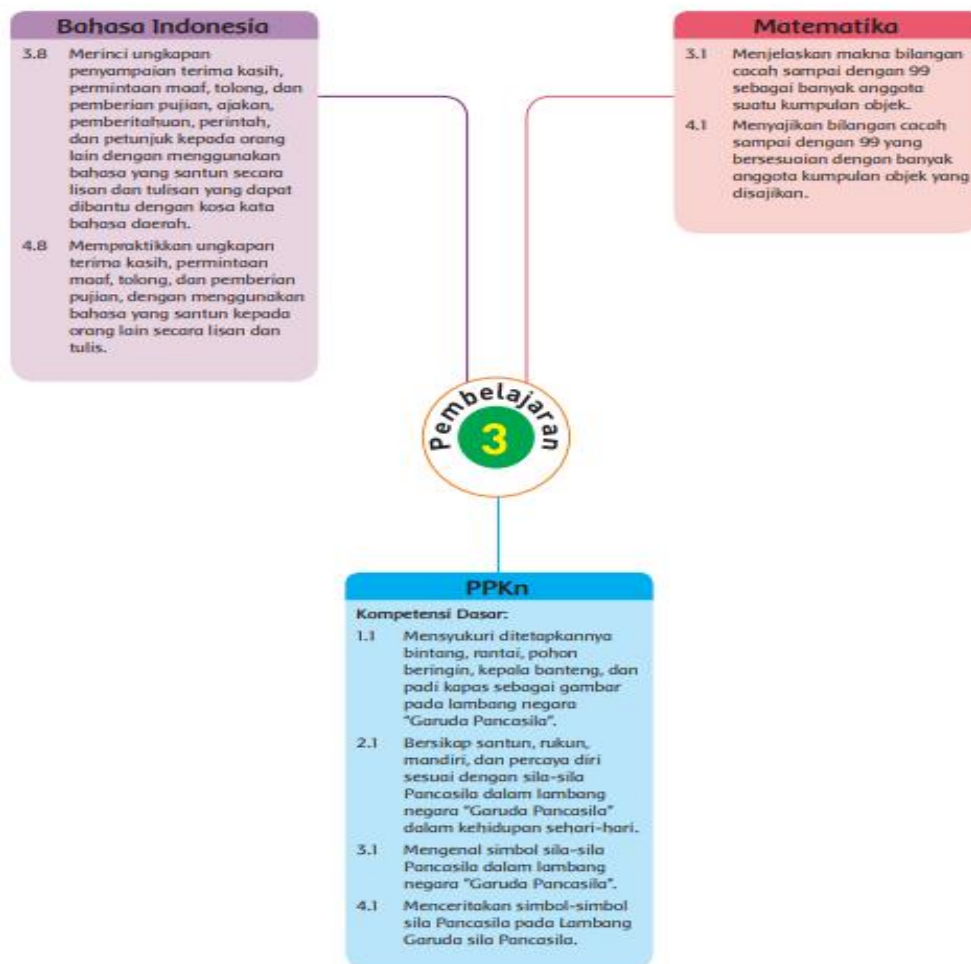 Bahasa Indonesia
3.8 Merinci ungkapan
penyampaian terima kasih,
permintaan maaf, tolong, dan
pemberian pujian, ajakan,
pemberitahuan, perintah,
dan petunjuk kepada orang
lain dengan menggunakan
bahasa yang santun secara
lisan dan tulisan yang dapat
dibantu dengan kosa kata
bahasa daerah.
4.8 Mempraktikkan ungkapan
terima kasih, permintaan
maaf, tolong, dan pemberian
pujian, dengan menggunakan
bahasa yang santun kepada
orang lain secara lisan dan
tulis.
Matematika
3.1 Menjelaskan makna bilangan
cacah sampai dengan 99
sebagai banyak anggota
suatu kumpulan objek.
4.1 Menyajikan bilangan cacah
sampai dengan 99 yang
bersesuaian dengan banyak
anggota kumpulan objek yang
disajikan.
Pembelajaran
3
PPKn
Kompetensi Dasar:
1.1 Mensyukuri ditetapkannya
bintang, rantai, pohon
beringin, kepala banteng, dan
padi kapas sebagai gambar
pada lambang negara
"Garuda Pancasila".
2.1 Bersikap santun, rukun,
mandiri, dan percaya diri
sesuai dengan sila-sila
Pancasila dalam lambang
negara "Garuda Pancasila"
dalam kehidupan sehari-hari.
3.1 Mengenal simbol sila-sila
Pancasila dalam lambang
negara "Garuda Pancasila".
4.1 Menceritakan simbol-simbol
sila Pancasila pada Lambang
Garuda sila Pancasila.